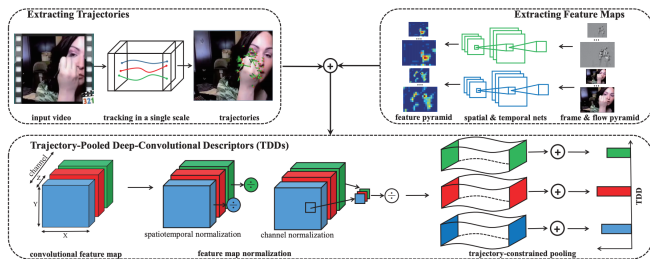 Extracting Trajectories
input video
tracking in a single scale
trajectories
Extracting Feature Maps
feature pyramid
spatial & temporal nets
frame & flow pyramid
Trajectory-Pooled Deep-Convolutional Descriptors (TDDs)
channel
Y
X
convolutional feature map
spatiotemporal normalization
channel normalization
feature map normalization
trajectory-constrained pooling
TDD